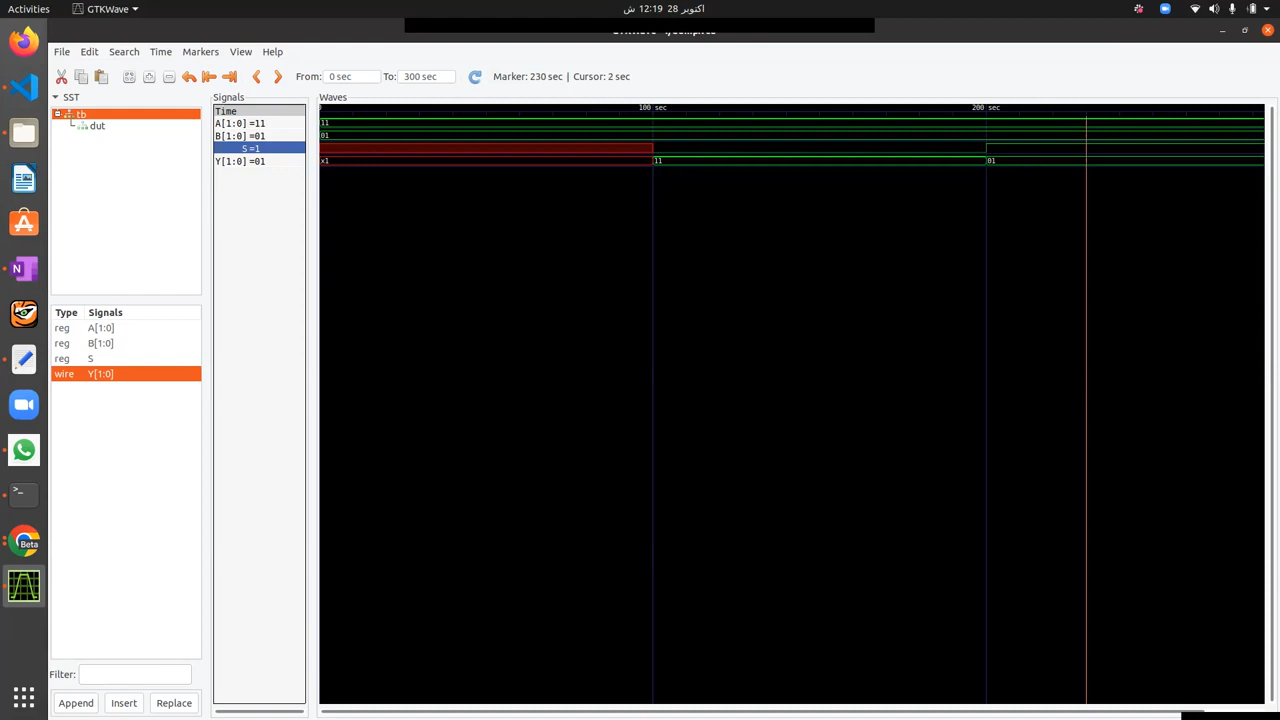 Activities
GTKWave
اکتوبر 28 12:19 ش
File Edit Search Time Markers View Help
From: 0 sec To: 300 sec Marker: 230 sec | Cursor: 2 sec
SST
tb
dut
Type Signals
reg A[1:0]
reg B[1:0]
reg S
wire Y[1:0]
Filter:
Append Insert Replace
Signals
Time
A[1:0]=11
B[1:0]=01
S=1
Y[1:0]=01
Waves
100 sec 200 sec
11
01
x1 11 01
N
>_
Beta